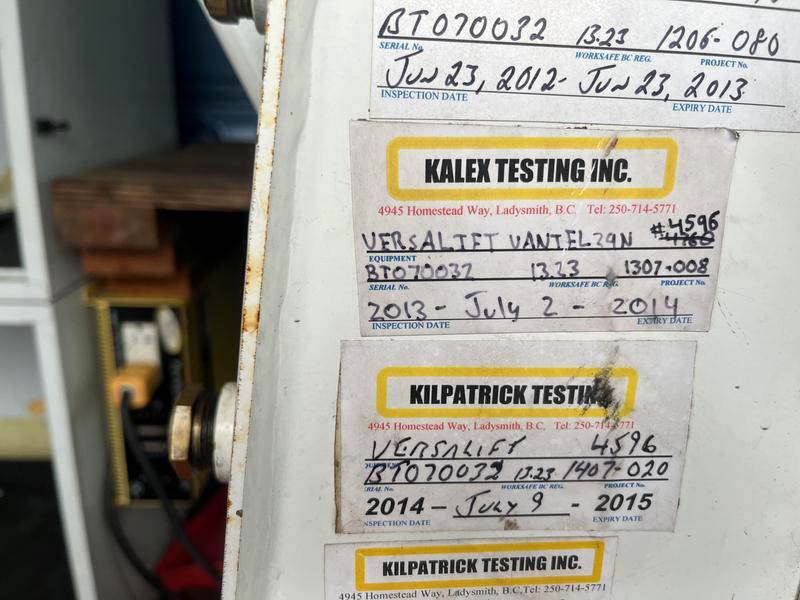 BT070032 13.23 1206-080
SERIAL No. WORKSAFE BC REG. PROJECT No.
Jun 23, 2012 - Jun 23, 2013
INSPECTION DATE EXPIRY DATE
KALEX TESTING INC.
4945 Homestead Way, Ladysmith, B.C. Tel: 250-714-5771
VERSALIFT VANTEL29N #4596
EQUIPMENT
BT070032 13.23 1307-008
SERIAL No. WORKSAFE BC REG. PROJECT No.
2013 - July 2 - 2014
INSPECTION DATE EXPIRY DATE
KILPATRICK TESTING
4945 Homestead Way, Ladysmith, B.C. Tel: 250-714-5771
VERSALIFT 4596
BT070032 13.23 1407-020
SERIAL No. WORKSAFE BC REG. PROJECT No.
2014 - July 9 - 2015
INSPECTION DATE EXPIRY DATE
KILPATRICK TESTING INC.
4945 Homestead Way, Ladysmith, B.C, Tel: 250-714-5771